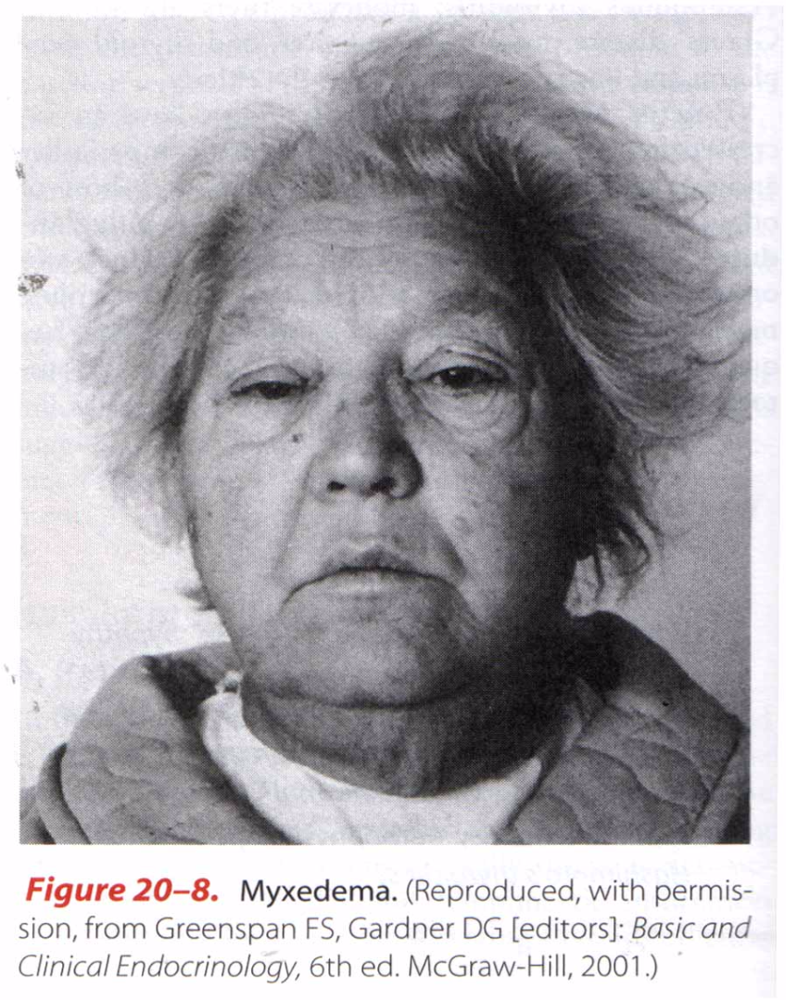 Figure 20–8. Myxedema. (Reproduced, with permis-
sion, from Greenspan FS, Gardner DG [editors]: Basic and
Clinical Endocrinology, 6th ed. McGraw-Hill, 2001.)